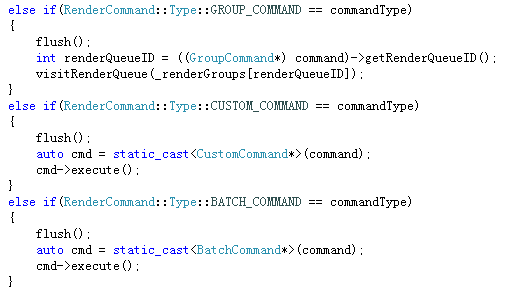 else if(RenderCommand::Type::GROUP_COMMAND == commandType)
{
    flush();
    int renderQueueID = ((GroupCommand*) command)->getRenderQueueID();
    visitRenderQueue(_renderGroups[renderQueueID]);
}
else if(RenderCommand::Type::CUSTOM_COMMAND == commandType)
{
    flush();
    auto cmd = static_cast<CustomCommand*>(command);
    cmd->execute();
}
else if(RenderCommand::Type::BATCH_COMMAND == commandType)
{
    flush();
    auto cmd = static_cast<BatchCommand*>(command);
    cmd->execute();
}